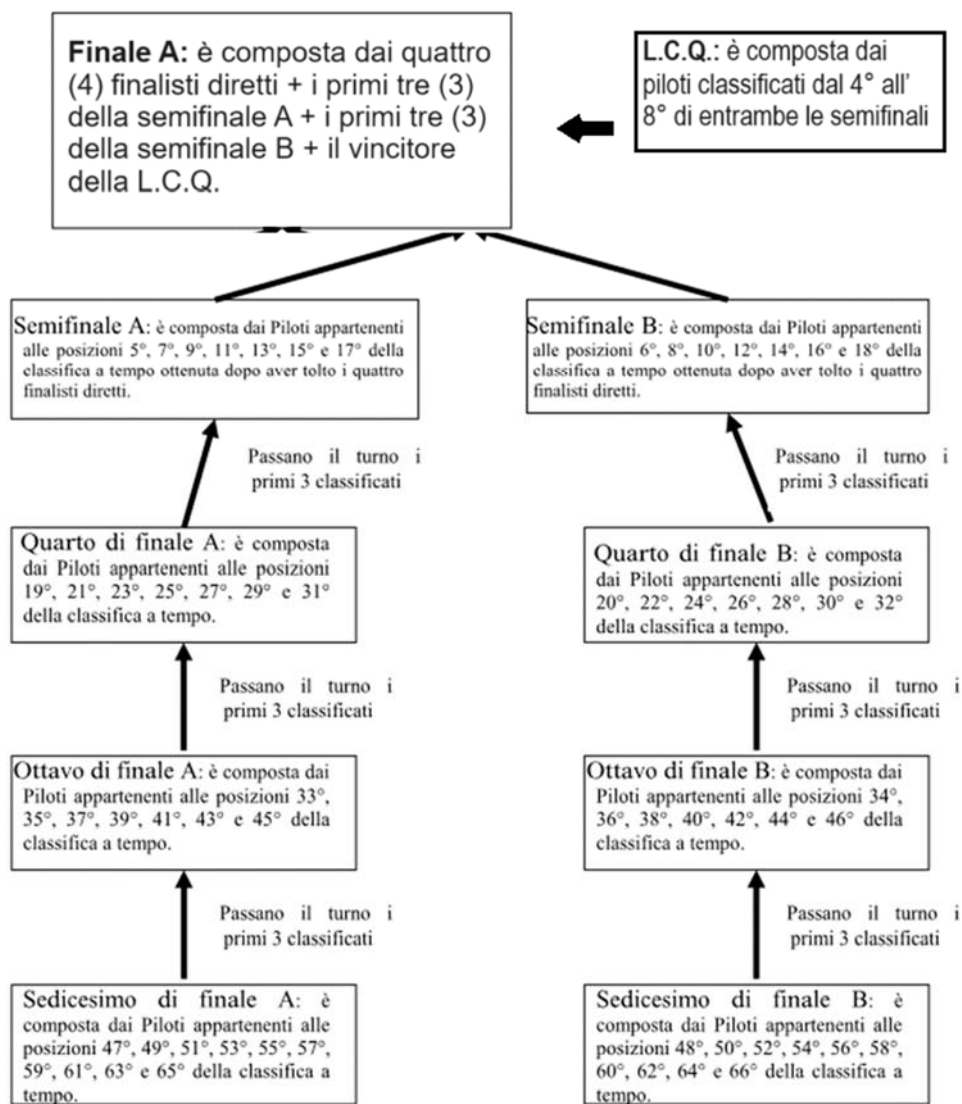 Finale A: è composta dai quattro
(4) finalisti diretti + i primi tre (3)
della semifinale A + i primi tre (3)
della semifinale B + il vincitore
della L.C.Q.
L.C.Q.: è composta dai
piloti classificati dal 4° all'
8° di entrambe le semifinali
Semifinale A: è composta dai Piloti appartenenti
alle posizioni 5°, 7°, 9°, 11°, 13°, 15° e 17° della
classifica a tempo ottenuta dopo aver tolto i quattro
finalisti diretti.
Semifinale B: è composta dai Piloti appartenenti
alle posizioni 6°, 8°, 10°, 12°, 14°, 16° e 18° della
classifica a tempo ottenuta dopo aver tolto i quattro
finalisti diretti.
Passano il turno i
primi 3 classificati
Passano il turno i
primi 3 classificati
Quarto di finale A: è composta
dai Piloti appartenenti alle posizioni
19°, 21°, 23°, 25°, 27°, 29° e 31°
della classifica a tempo.
Quarto di finale B: è composta
dai Piloti appartenenti alle posizioni
20°, 22°, 24°, 26°, 28°, 30° e 32°
della classifica a tempo.
Passano il turno i
primi 3 classificati
Passano il turno i
primi 3 classificati
Ottavo di finale A: è composta dai
Piloti appartenenti alle posizioni 33°,
35°, 37°, 39°, 41°, 43° e 45° della
classifica a tempo.
Ottavo di finale B: è composta dai
Piloti appartenenti alle posizioni 34°,
36°, 38°, 40°, 42°, 44° e 46° della
classifica a tempo.
Passano il turno i
primi 3 classificati
Passano il turno i
primi 3 classificati
Sedicesimo di finale A: è
composta dai Piloti appartenenti alle
posizioni 47°, 49°, 51°, 53°, 55°, 57°,
59°, 61°, 63° e 65° della classifica a
tempo.
Sedicesimo di finale B: è
composta dai Piloti appartenenti alle
posizioni 48°, 50°, 52°, 54°, 56°, 58°,
60°, 62°, 64° e 66° della classifica a
tempo.